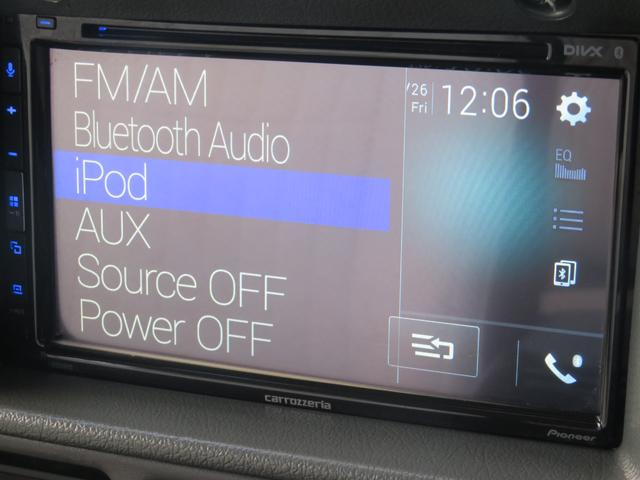 DIVX
FM/AM
Bluetooth Audio
iPod
AUX
Source OFF
Power OFF
/26
Fri
12:06
EQ
carrozzeria
Pioneer